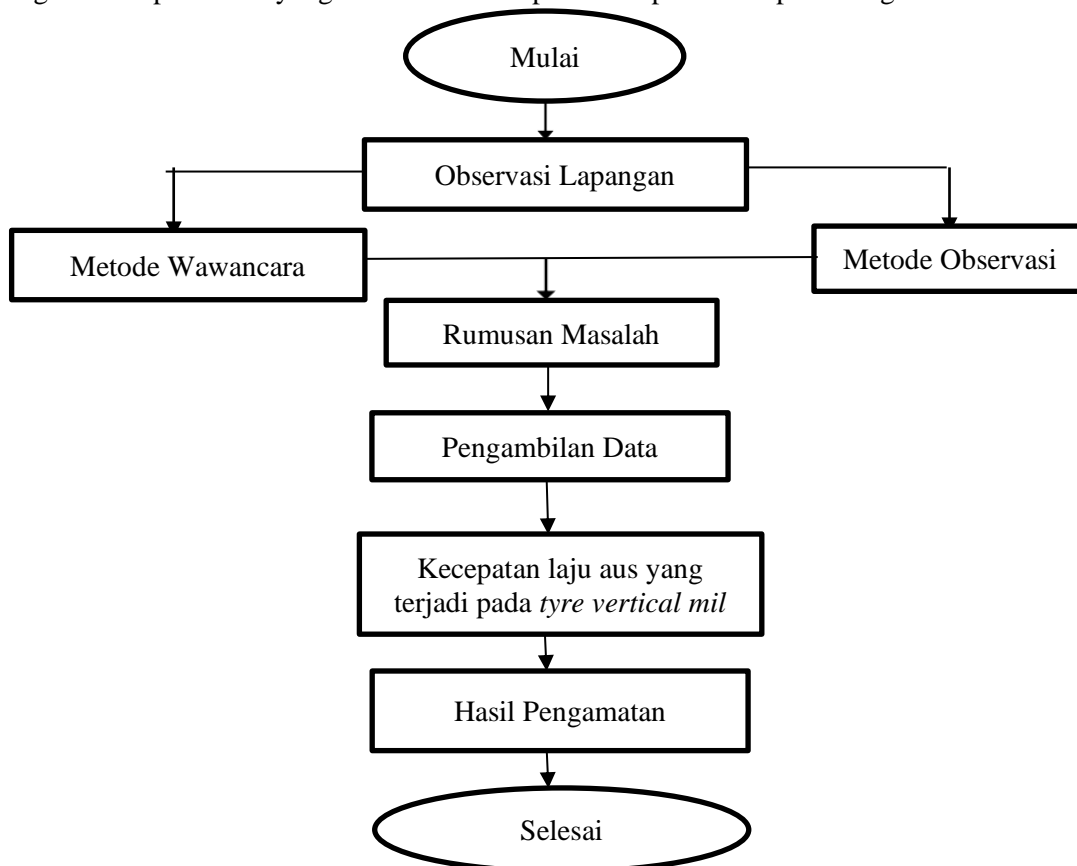 Mulai
Observasi Lapangan
Metode Wawancara
Metode Observasi
Rumusan Masalah
Pengambilan Data
Kecepatan laju aus yang
terjadi pada tyre vertical mil
Hasil Pengamatan
Selesai